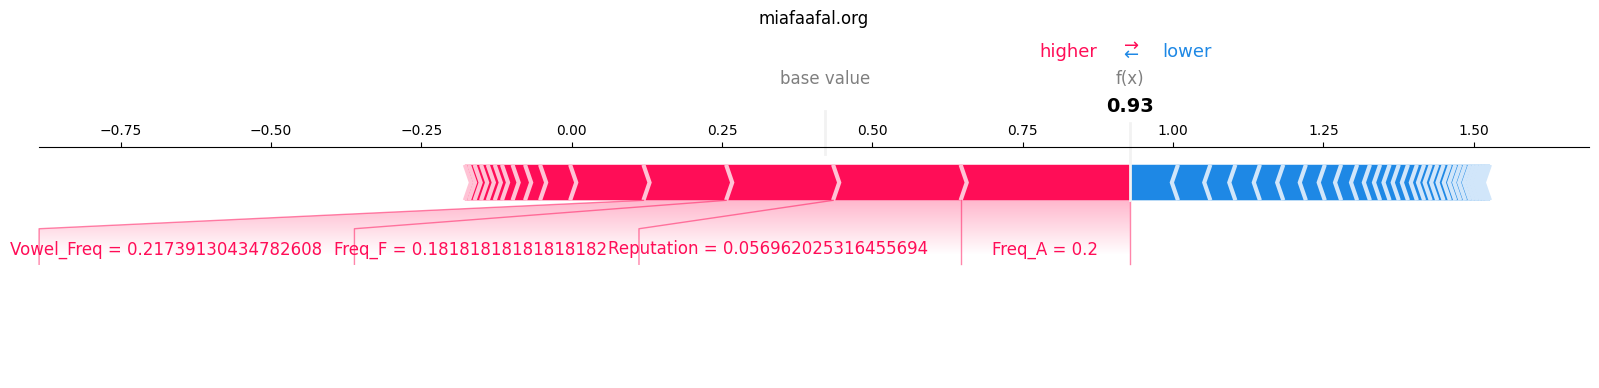 miafaafal.org
higher ⇄ lower
base value f(x)
0.93
−0.75 −0.50 −0.25 0.00 0.25 0.50 0.75 1.00 1.25 1.50
Vowel_Freq = 0.21739130434782608 Freq_F = 0.18181818181818182 Reputation = 0.056962025316455694 Freq_A = 0.2